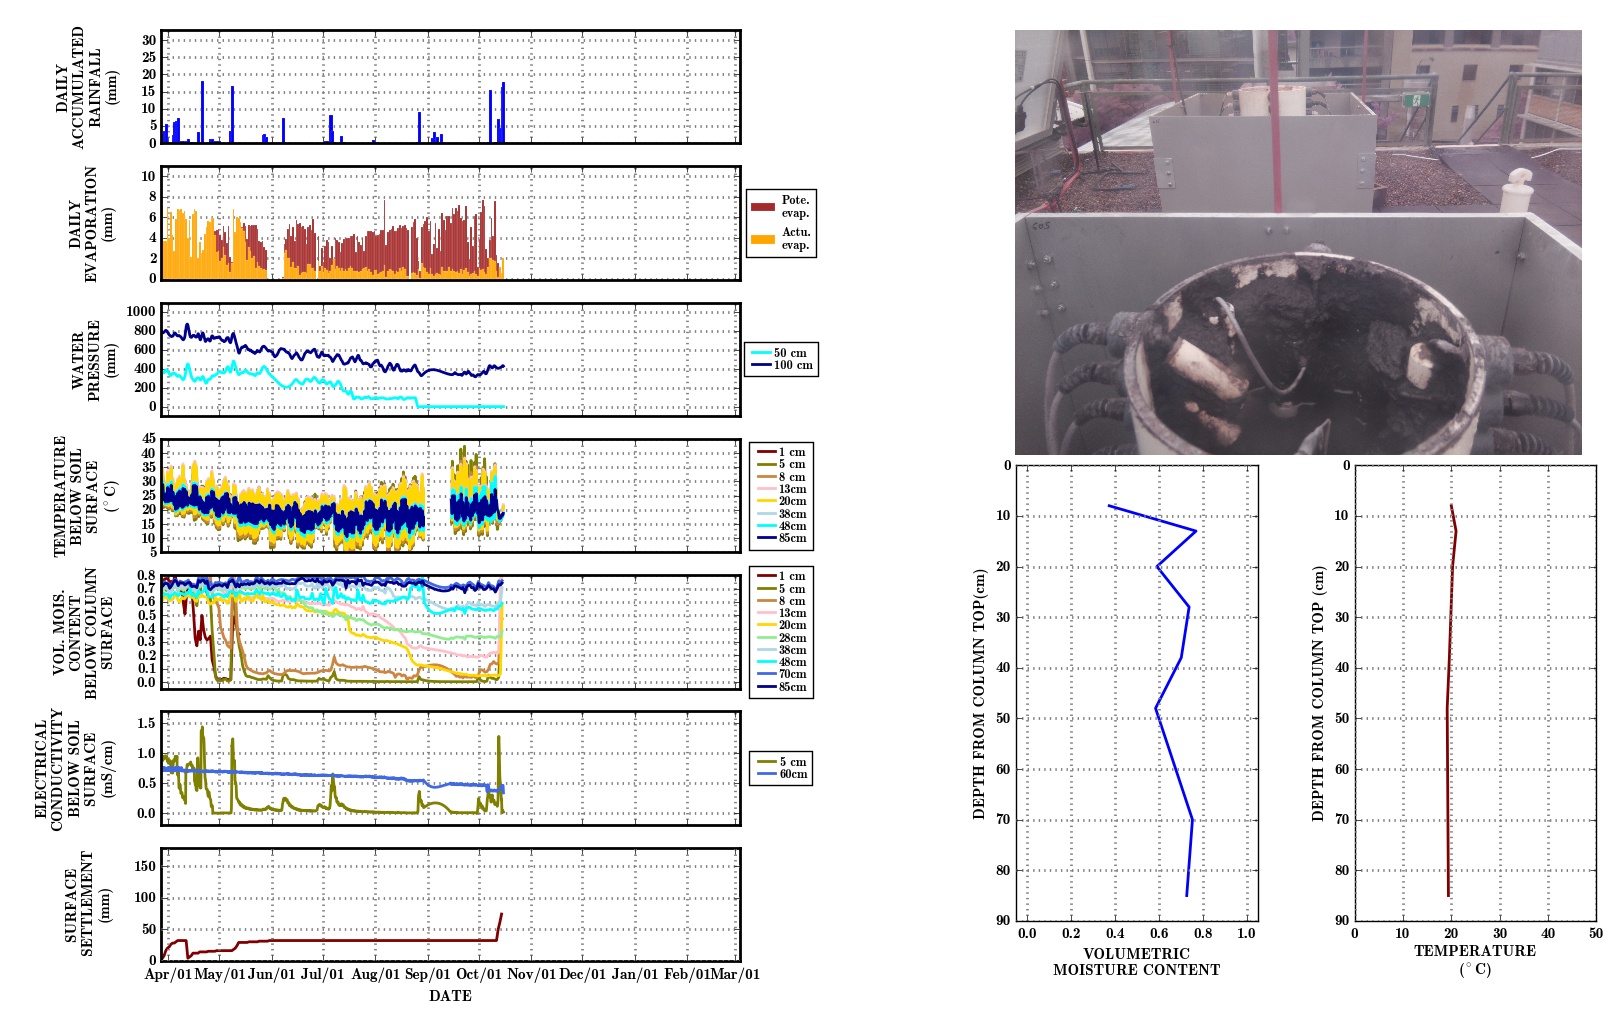 DAILY
ACCUMULATED
RAINFALL
(mm)
30
25
20
15
10
5
0
DAILY
EVAPORATION
(mm)
10
8
6
4
2
0
Pote.
evap.
Actu.
evap.
WATER
PRESSURE
(mm)
1000
800
600
400
200
0
50 cm
100 cm
TEMPERATURE
BELOW SOIL
SURFACE
(°C)
45
40
35
30
25
20
15
10
5
1 cm
5 cm
8 cm
13cm
20cm
38cm
48cm
85cm
VOL. MOIS.
CONTENT
BELOW COLUMN
SURFACE
0.8
0.7
0.6
0.5
0.4
0.3
0.2
0.1
0.0
1 cm
5 cm
8 cm
13cm
20cm
28cm
38cm
48cm
70cm
85cm
ELECTRICAL
CONDUCTIVITY
BELOW SOIL
SURFACE
(mS/cm)
1.5
1.0
0.5
0.0
5 cm
60cm
SURFACE
SETTLEMENT
(mm)
150
100
50
0
Apr/01 May/01 Jun/01 Jul/01 Aug/01 Sep/01 Oct/01 Nov/01 Dec/01 Jan/01 Feb/01 Mar/01
DATE
DEPTH FROM COLUMN TOP(cm)
0
10
20
30
40
50
60
70
80
90
0.0 0.2 0.4 0.6 0.8 1.0
VOLUMETRIC
MOISTURE CONTENT
DEPTH FROM COLUMN TOP (cm)
0
10
20
30
40
50
60
70
80
90
0 10 20 30 40 50
TEMPERATURE
(°C)